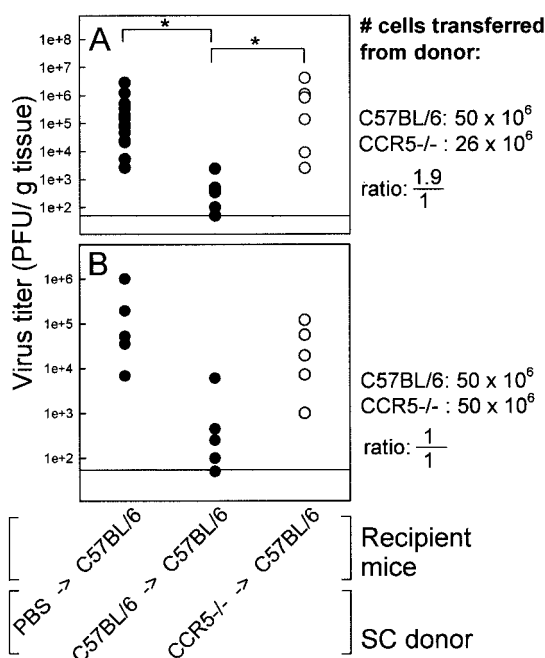 A
B
Virus titer (PFU/ g tissue)
1e+8
1e+7
1e+6
1e+5
1e+4
1e+3
1e+2
1e+6
1e+5
1e+4
1e+3
1e+2
*
*
# cells transferred
from donor:
C57BL/6: 50 x 10⁶
CCR5-/- : 26 x 10⁶
ratio: 1.9/1
C57BL/6: 50 x 10⁶
CCR5-/-: 50 x 10⁶
ratio: 1/1
PBS -> C57BL/6
C57BL/6 -> C57BL/6
CCR5-/- -> C57BL/6
Recipient
mice
SC donor